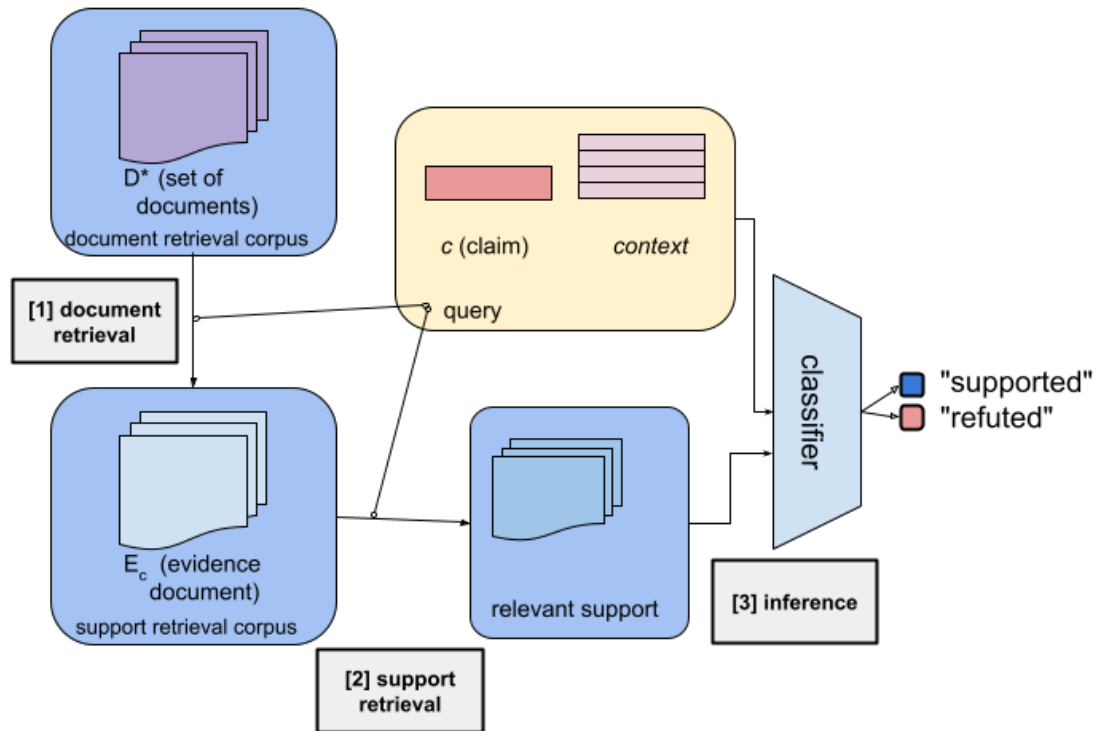 D* (set of
documents)
document retrieval corpus
c (claim)
context
query
[1] document
retrieval
classifier
"supported"
"refuted"
E_c (evidence
document)
support retrieval corpus
relevant support
[3] inference
[2] support
retrieval